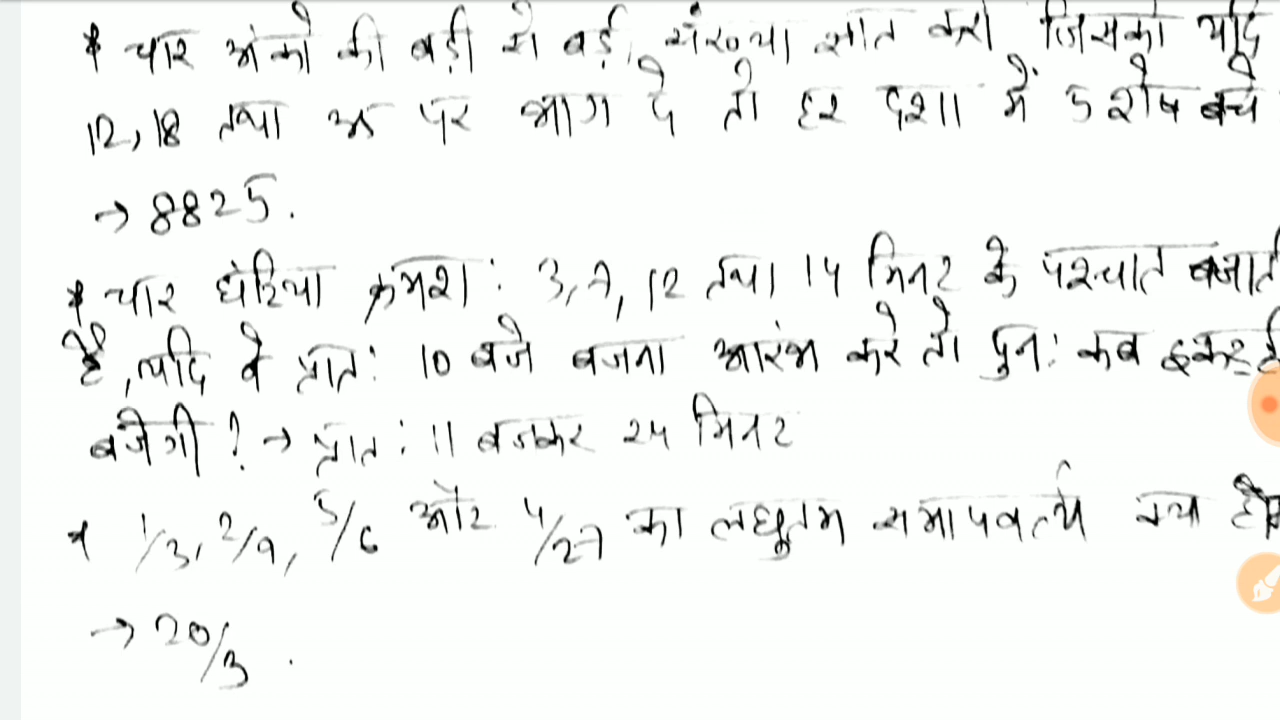 * चार अंको की बड़ी से बड़ी संख्या ज्ञात करो जिसको यदि
12, 18 तथा पर भाग दे तो हर दशा में 5 शेष बचे
→ 8825.
* चार घंटिया क्रमश: 3, 7, 12 तथा 14 मिनट के पश्चात बजती
है, यदि वे प्रात: 10 बजे बजना आरंभ करे तो पुन: कब इकट्ठी
बजेगी ? → प्रात: 11 बजकर 24 मिनट
* 1/3, 2/9, 5/6 और 4/27 का लघुत्तम समापवर्त्य क्या
→ 20/3.